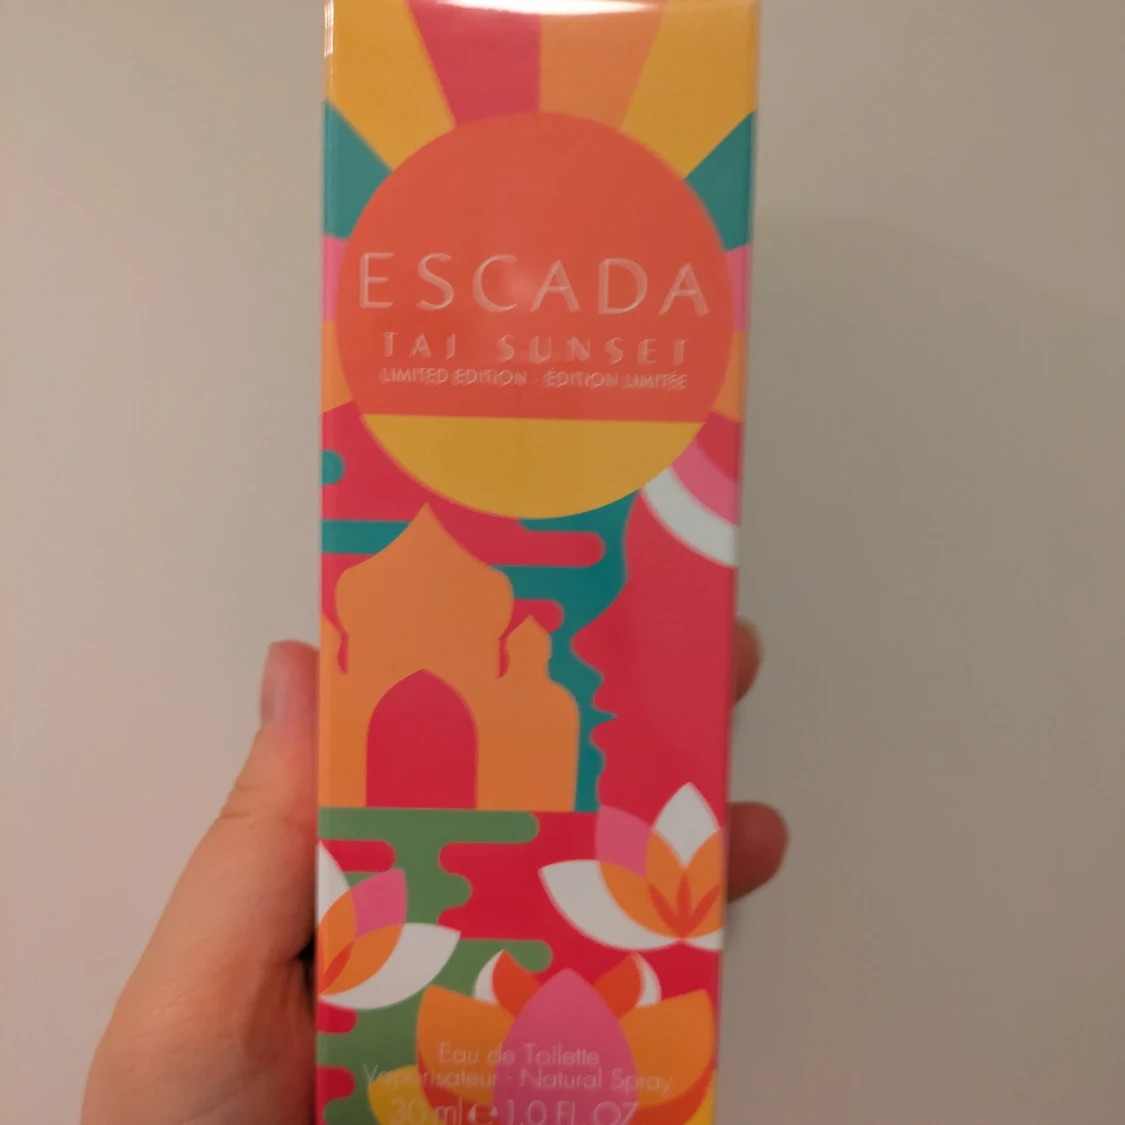 ESCADA
TAJ SUNSET
LIMITED EDITION · ÉDITION LIMITÉE
Eau de Toilette
Vaporisateur · Natural Spray
30 ml ℮ 1.0 FL. OZ